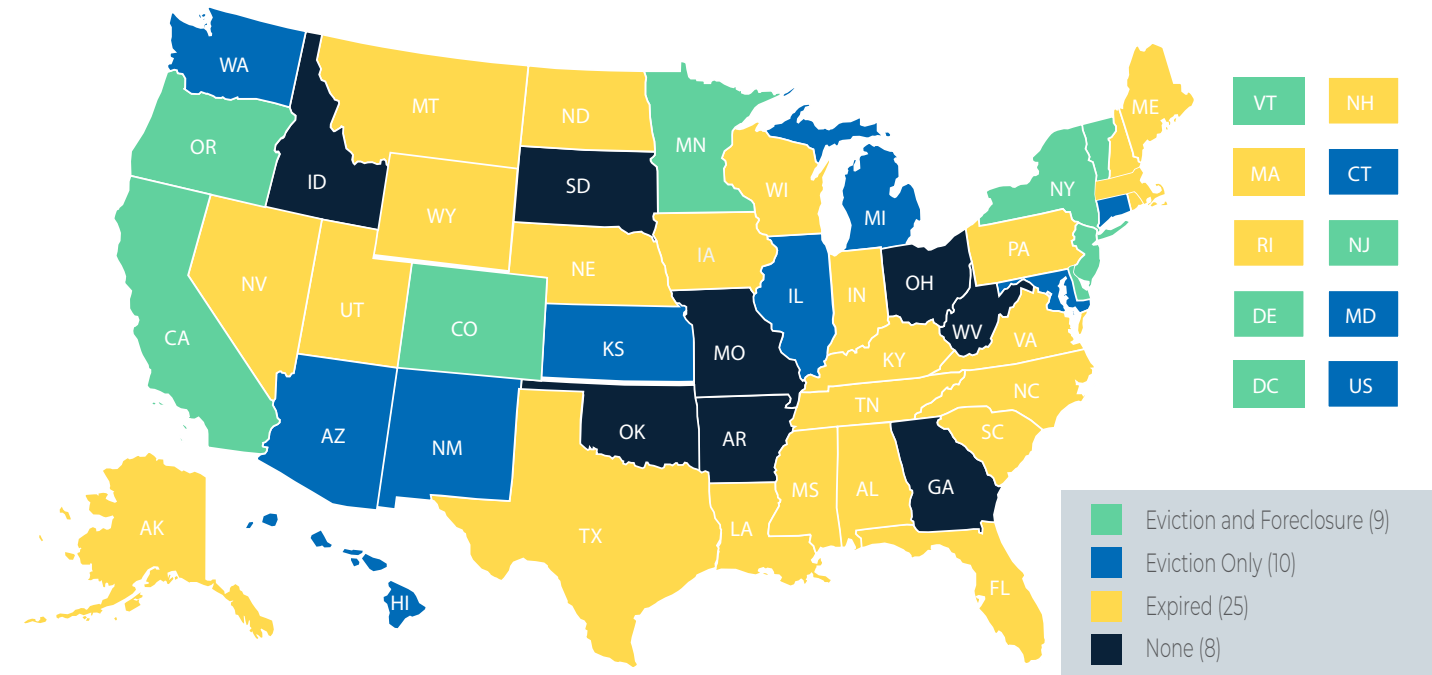 WA
MT
ND
MN
ME
VT
NH
OR
ID
SD
WI
NY
MA
CT
WY
MI
RI
NJ
NV
UT
NE
IA
PA
CO
IL
IN
OH
DE
MD
CA
KS
MO
WV
VA
KY
DC
US
AZ
NM
OK
AR
TN
NC
SC
AK
TX
LA
MS
AL
GA
HI
FL
Eviction and Foreclosure (9)
Eviction Only (10)
Expired (25)
None (8)